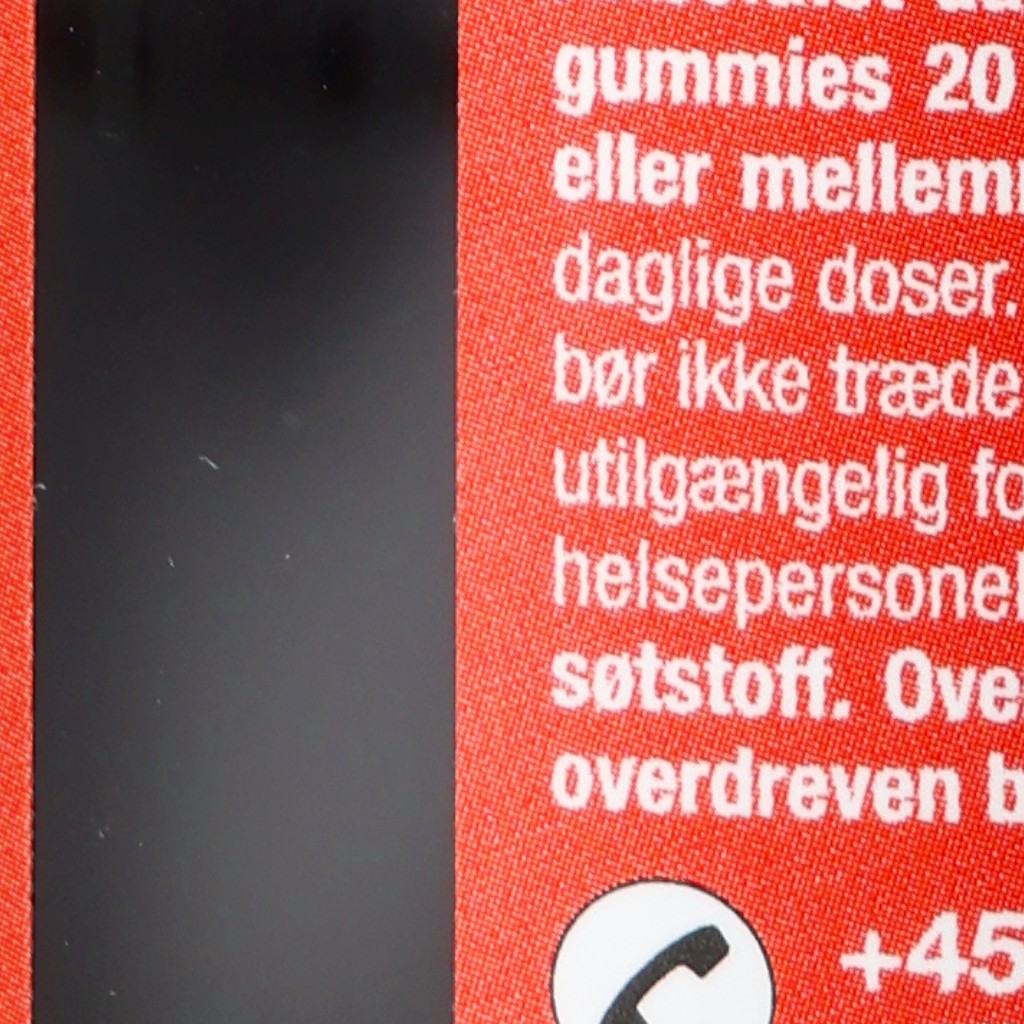 gummies 20
eller mellem
daglige doser.
bør ikke træde
utilgængelig fo
helsepersonel
søtstoff. Ove
overdreven b
+45